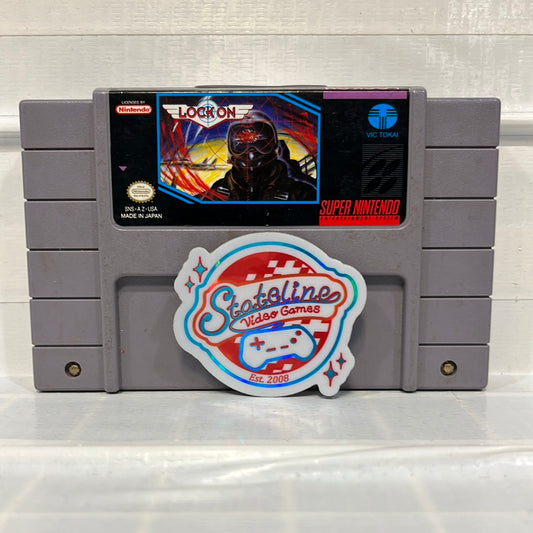 LICENSED BY
Nintendo
LOCK ON
VIC TOKAI
SNS-A Z-USA
MADE IN JAPAN
SUPER NINTENDO
ENTERTAINMENT SYSTEM
Stateline
Video Games
Est. 2008